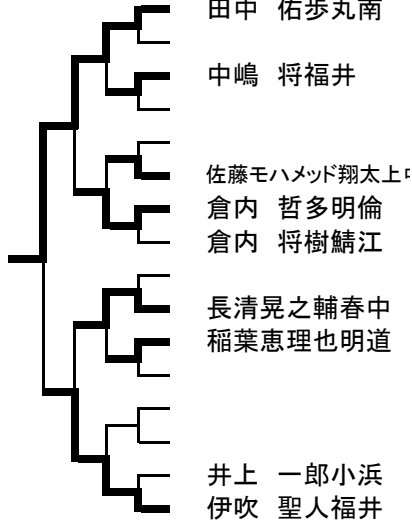 田中　佑歩丸南
中嶋　将福井
佐藤モハメッド翔太上中
倉内　哲多明倫
倉内　将樹鯖江
長清晃之輔春中
稲葉恵理也明道
井上　一郎小浜
伊吹　聖人福井